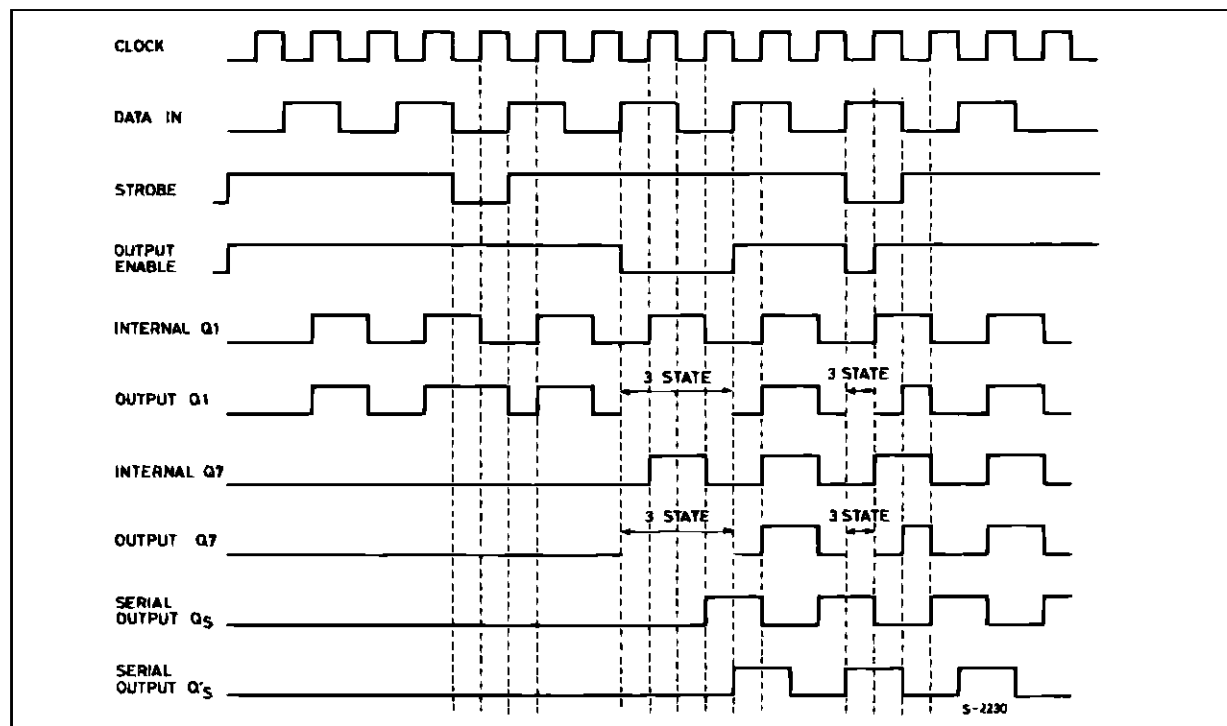 CLOCK
DATA IN
STROBE
OUTPUT
ENABLE
INTERNAL Q1
3 STATE
3 STATE
OUTPUT Q1
INTERNAL Q7
3 STATE
3 STATE
OUTPUT Q7
SERIAL
OUTPUT QS
SERIAL
OUTPUT Q'S
S-2230